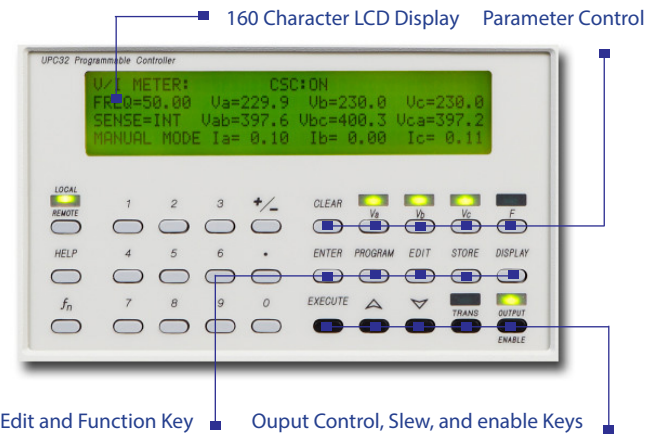 160 Character LCD Display Parameter Control
UPC32 Programmable Controller
V/I METER: CSC:ON
FREQ=50.00 Va=229.9 Vb=230.0 Vc=230.0
SENSE=INT Vab=397.6 Vbc=400.3 Vca=397.2
MANUAL MODE Ia= 0.10 Ib= 0.00 Ic= 0.11
LOCAL
REMOTE 1 2 3 +/− CLEAR Va Vb Vc F
HELP 4 5 6 • ENTER PROGRAM EDIT STORE DISPLAY
fn 7 8 9 0 EXECUTE TRANS OUTPUT
ENABLE
Edit and Function Key Ouput Control, Slew, and enable Keys